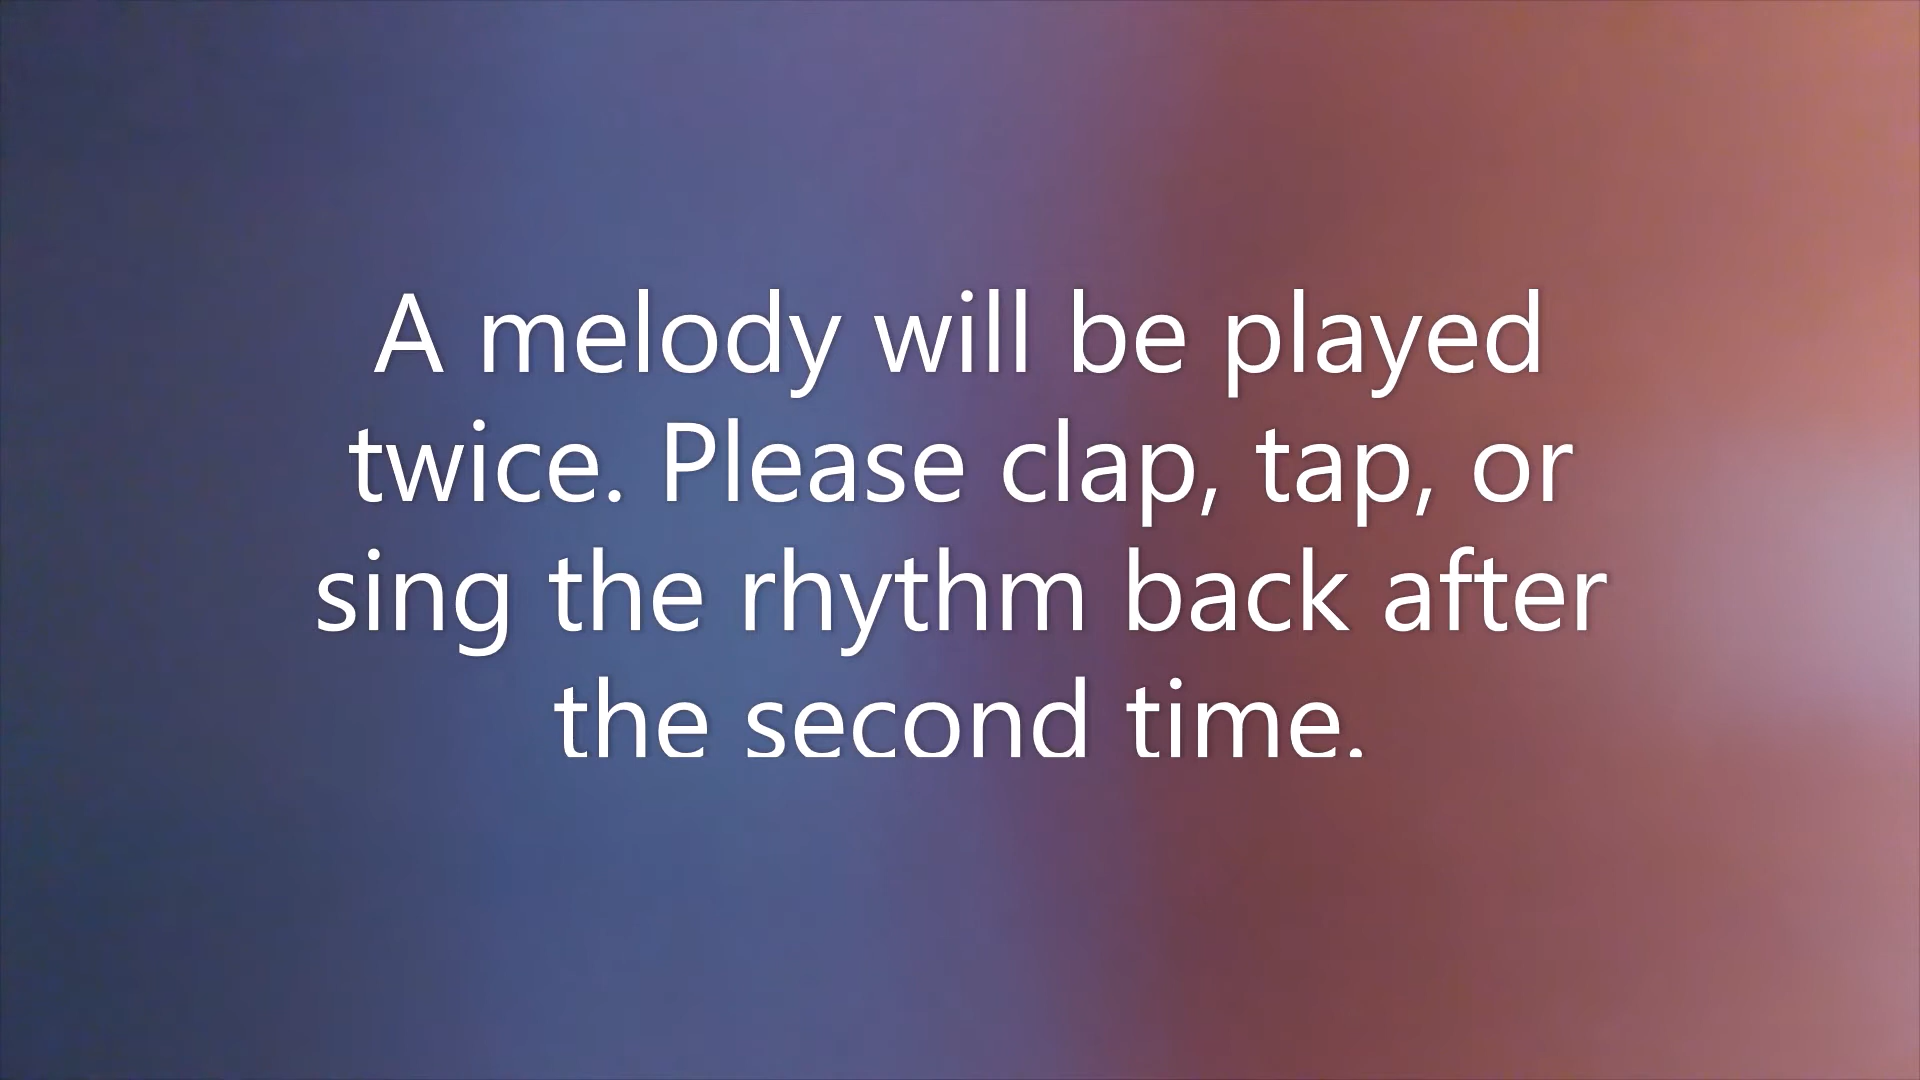 A melody will be played
twice. Please clap, tap, or
sing the rhythm back after
the second time.